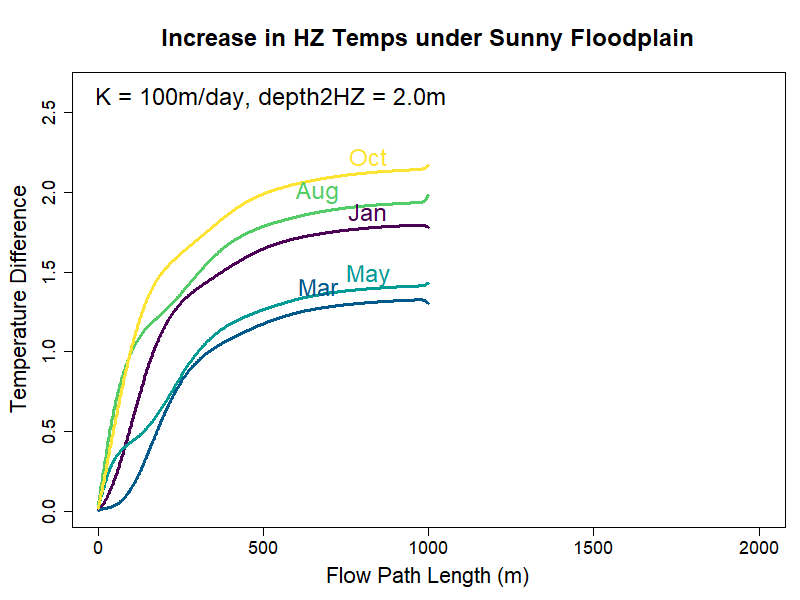 Increase in HZ Temps under Sunny Floodplain
K = 100m/day, depth2HZ = 2.0m
Temperature Difference
2.5
2.0
1.5
1.0
0.5
0.0
Oct
Aug
Jan
May
Mar
0 500 1000 1500 2000
Flow Path Length (m)